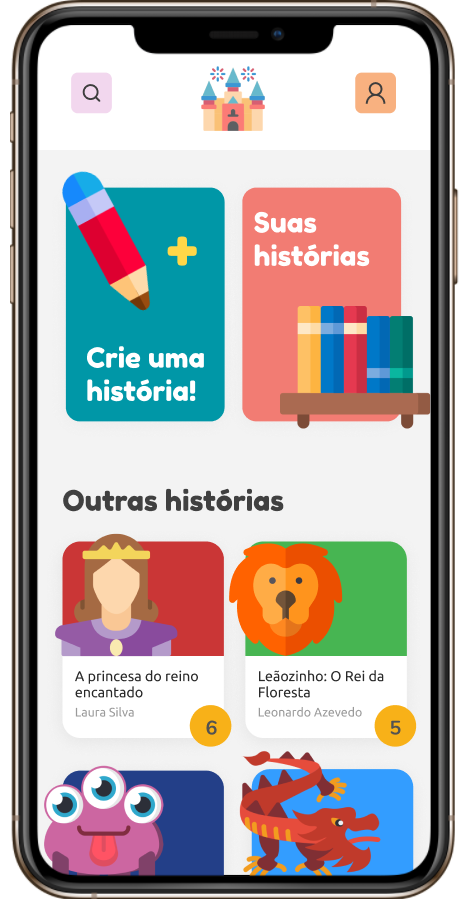 Crie uma
história!
Suas
histórias
Outras histórias
A princesa do reino
encantado
Laura Silva
6
Leãozinho: O Rei da
Floresta
Leonardo Azevedo
5